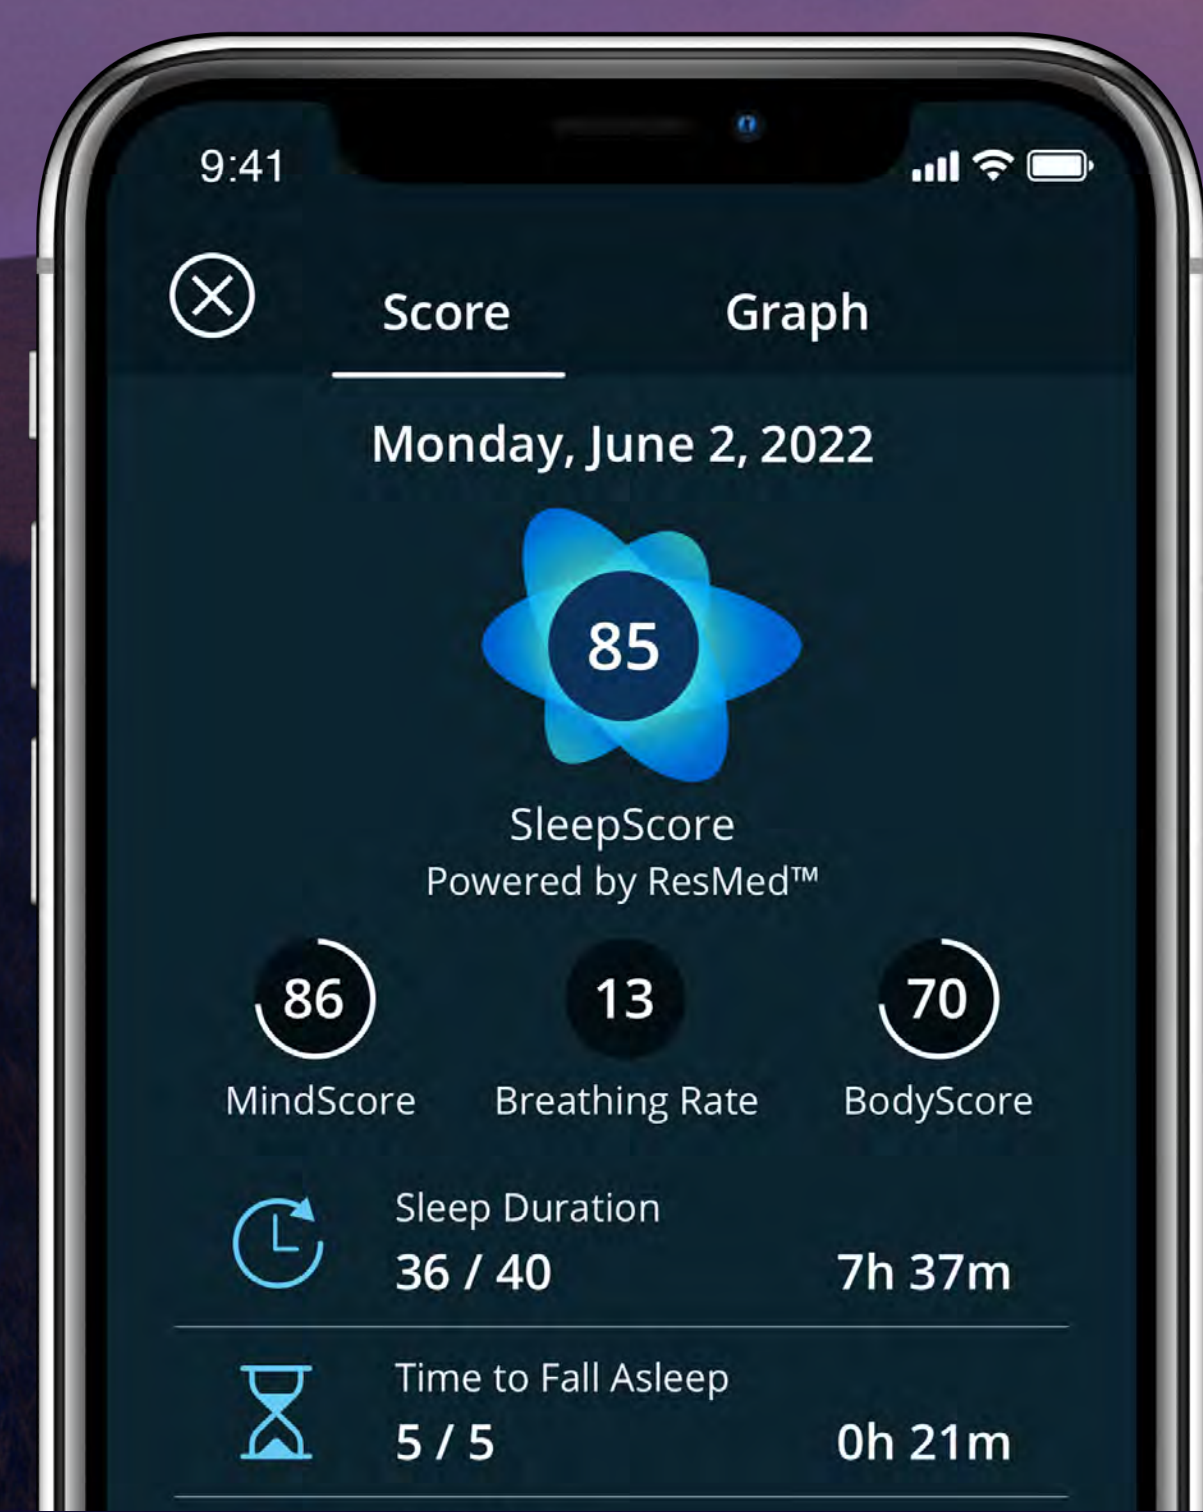 9:41
Score
Graph
Monday, June 2, 2022
85
SleepScore
Powered by ResMed™
86
13
70
MindScore
Breathing Rate
BodyScore
Sleep Duration
36 / 40
7h 37m
Time to Fall Asleep
5 / 5
0h 21m